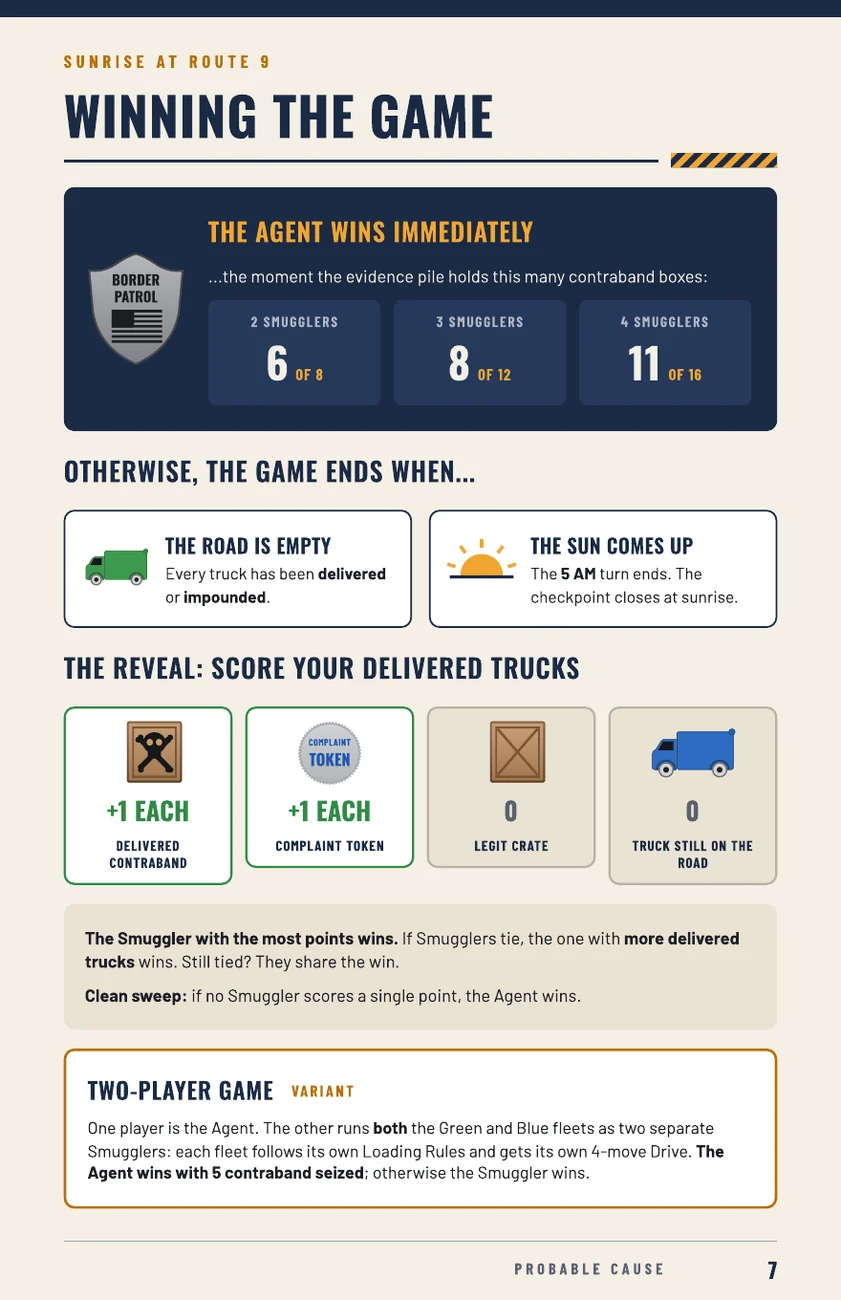 SUNRISE AT ROUTE 9
WINNING THE GAME
BORDER
PATROL
THE AGENT WINS IMMEDIATELY
...the moment the evidence pile holds this many contraband boxes:
2 SMUGGLERS
6 OF 8
3 SMUGGLERS
8 OF 12
4 SMUGGLERS
11 OF 16
OTHERWISE, THE GAME ENDS WHEN...
THE ROAD IS EMPTY
Every truck has been delivered
or impounded.
THE SUN COMES UP
The 5 AM turn ends. The
checkpoint closes at sunrise.
THE REVEAL: SCORE YOUR DELIVERED TRUCKS
+1 EACH
DELIVERED
CONTRABAND
COMPLAINT
TOKEN
+1 EACH
COMPLAINT TOKEN
0
LEGIT CRATE
0
TRUCK STILL ON THE
ROAD
The Smuggler with the most points wins. If Smugglers tie, the one with more delivered
trucks wins. Still tied? They share the win.
Clean sweep: if no Smuggler scores a single point, the Agent wins.
TWO-PLAYER GAME VARIANT
One player is the Agent. The other runs both the Green and Blue fleets as two separate
Smugglers: each fleet follows its own Loading Rules and gets its own 4-move Drive. The
Agent wins with 5 contraband seized; otherwise the Smuggler wins.
PROBABLE CAUSE
7